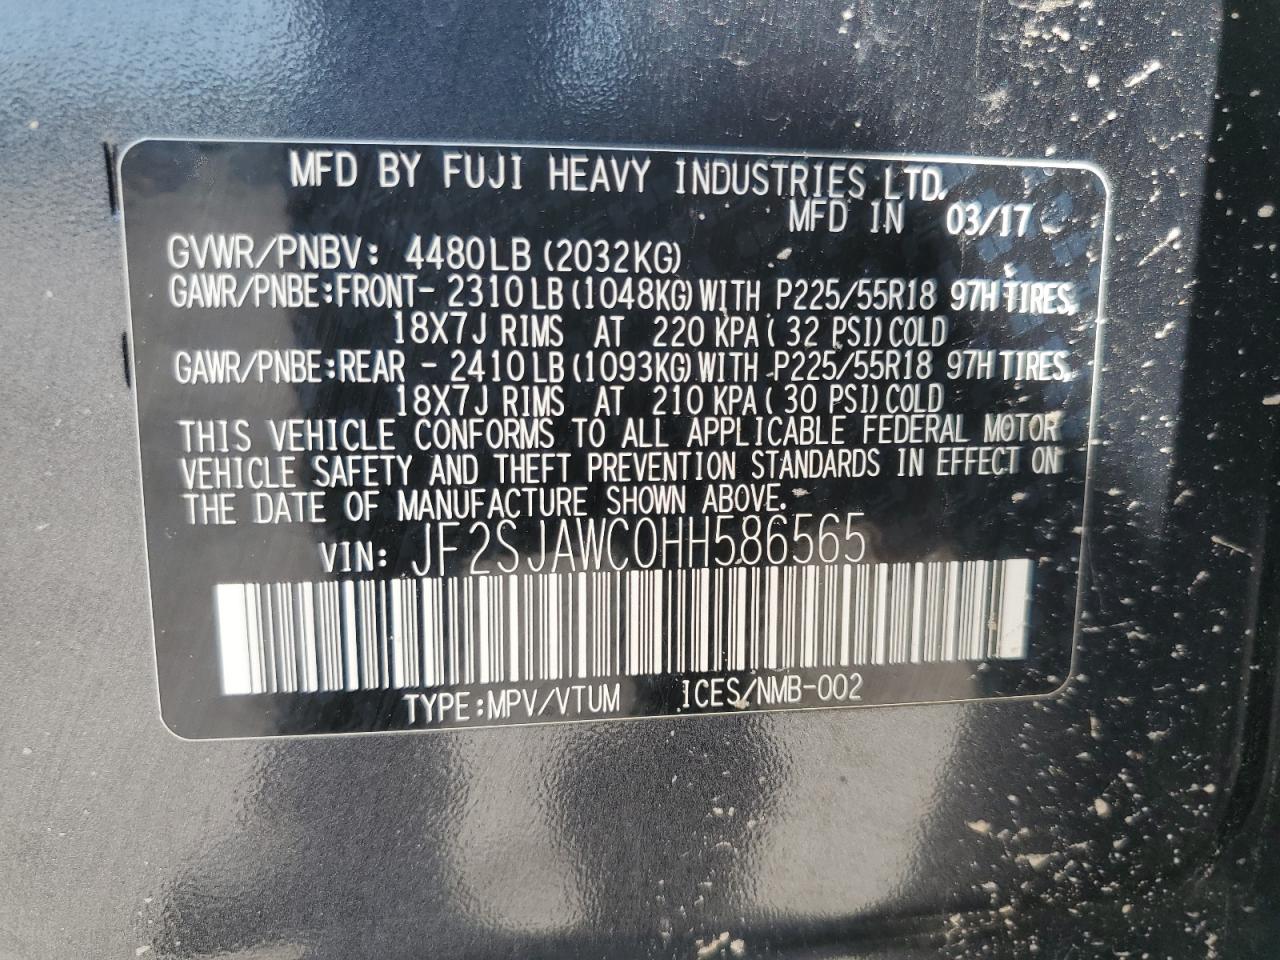 MFD BY FUJI HEAVY INDUSTRIES LTD.
MFD IN 03/17
GVWR/PNBV: 4480LB (2032KG)
GAWR/PNBE:FRONT- 2310 LB (1048KG) WITH P225/55R18 97H TIRES,
18X7J RIMS AT 220 KPA ( 32 PSI) COLD
GAWR/PNBE:REAR - 2410 LB (1093KG) WITH P225/55R18 97H TIRES,
18X7J RIMS AT 210 KPA ( 30 PSI) COLD
THIS VEHICLE CONFORMS TO ALL APPLICABLE FEDERAL MOTOR
VEHICLE SAFETY AND THEFT PREVENTION STANDARDS IN EFFECT ON
THE DATE OF MANUFACTURE SHOWN ABOVE.
VIN: JF2SJAWC0HH586565
TYPE:MPV/VTUM ICES/NMB-002